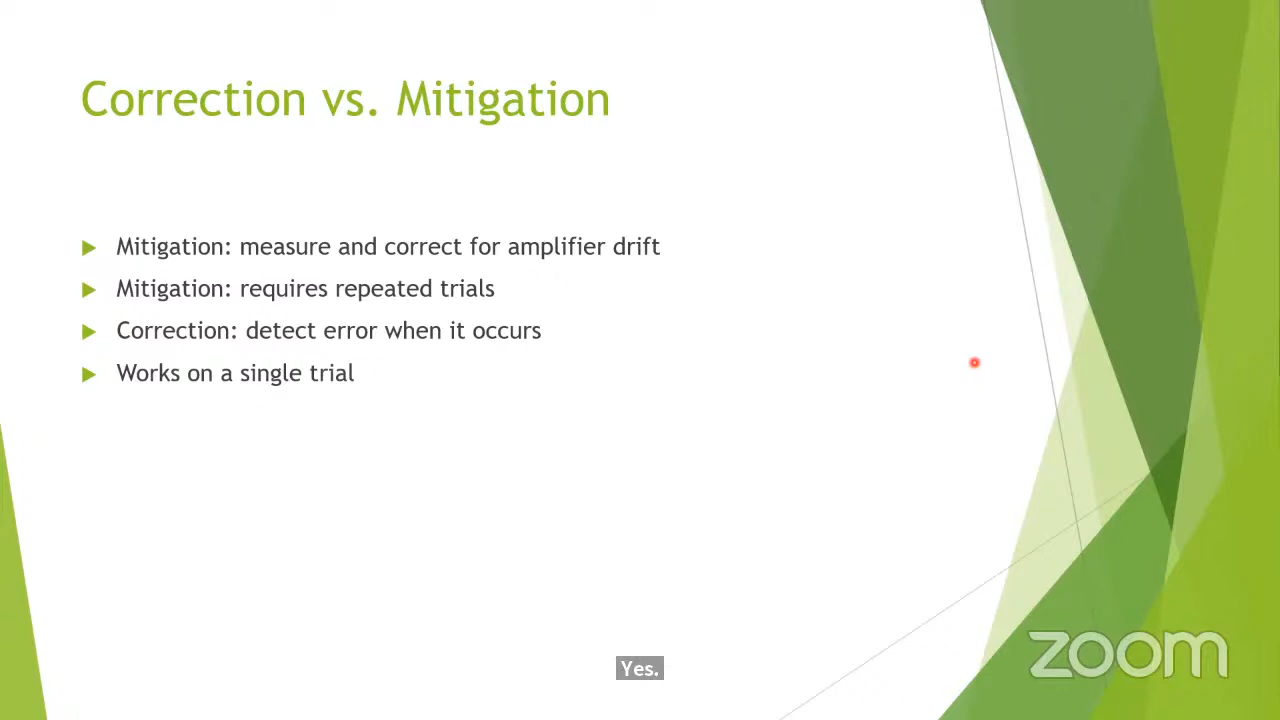 Correction vs. Mitigation
Mitigation: measure and correct for amplifier drift
Mitigation: requires repeated trials
Correction: detect error when it occurs
Works on a single trial
Yes.
zoom